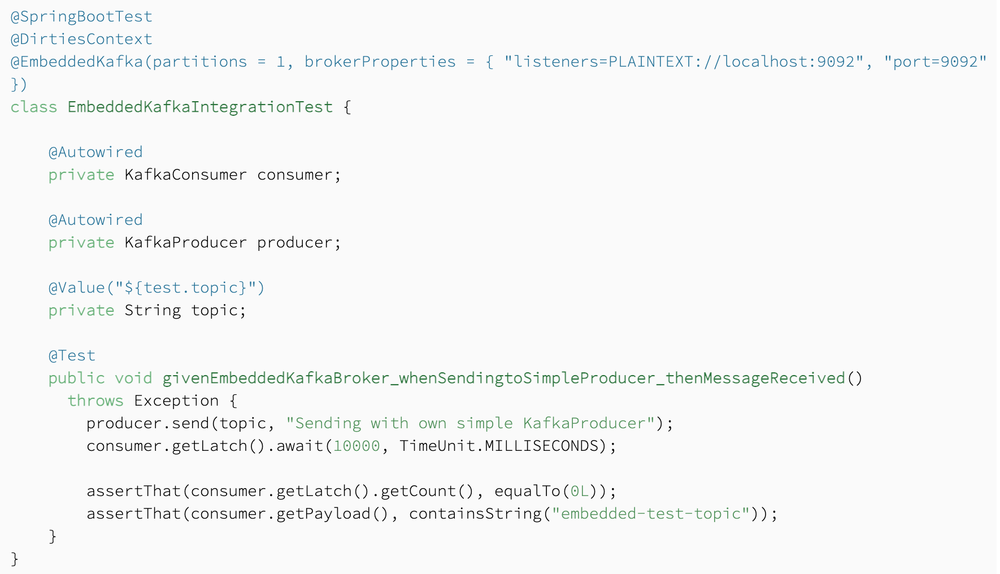 @SpringBootTest
@DirtiesContext
@EmbeddedKafka(partitions = 1, brokerProperties = { "listeners=PLAINTEXT://localhost:9092", "port=9092"
})
class EmbeddedKafkaIntegrationTest {

    @Autowired
    private KafkaConsumer consumer;

    @Autowired
    private KafkaProducer producer;

    @Value("${test.topic}")
    private String topic;

    @Test
    public void givenEmbeddedKafkaBroker_whenSendingtoSimpleProducer_thenMessageReceived()
      throws Exception {
        producer.send(topic, "Sending with own simple KafkaProducer");
        consumer.getLatch().await(10000, TimeUnit.MILLISECONDS);

        assertThat(consumer.getLatch().getCount(), equalTo(0L));
        assertThat(consumer.getPayload(), containsString("embedded-test-topic"));
    }
}